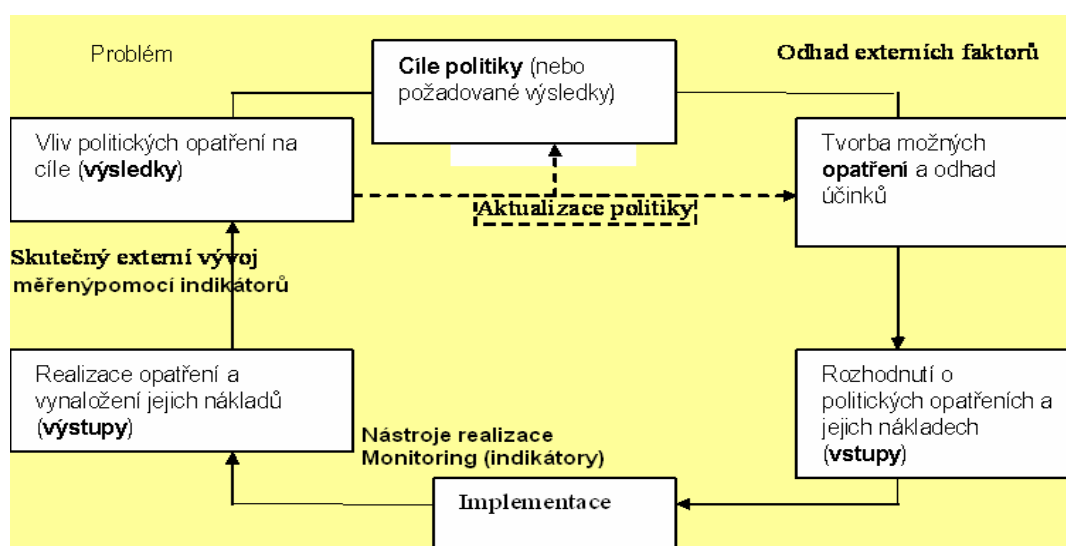 Problém
Cíle politiky (nebo
požadované výsledky)
Odhad externích faktorů
Vliv politických opatření na
cíle (výsledky)
Tvorba možných
opatření a odhad
účinků
Aktualizace politiky
Skutečný externí vývoj
měřenýpomocí indikátorů
Realizace opatření a
vynaložení jejich nákladů
(výstupy)
Rozhodnutí o
politických opatřeních a
jejich nákladech
(vstupy)
Nástroje realizace
Monitoring (indikátory)
Implementace